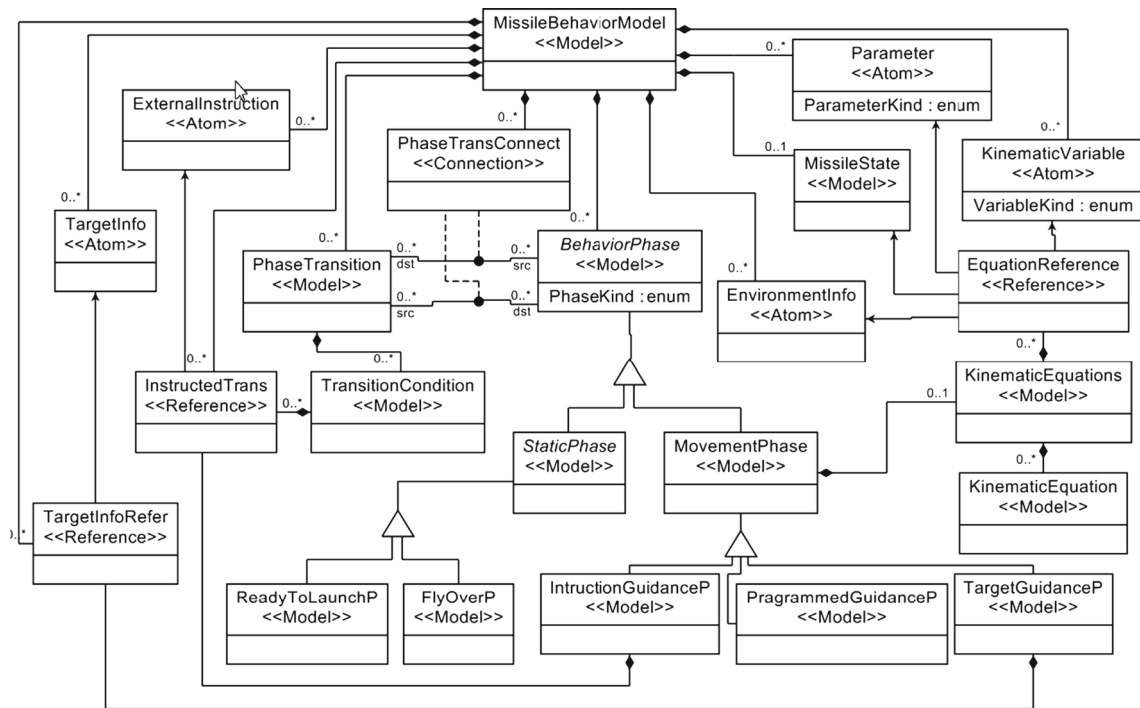 MissileBehaviorModel
<<Model>>
0..*
Parameter
<<Atom>>
ParameterKind : enum
ExternalInstruction
<<Atom>>
0..*
0..*
PhaseTransConnect
<<Connection>>
0..*
KinematicVariable
<<Atom>>
VariableKind : enum
0..1
MissileState
<<Model>>
0..*
TargetInfo
<<Atom>>
0..*
PhaseTransition
<<Model>>
0..*
dst
0..*
src
0..*
src
0..*
dst
0..*
BehaviorPhase
<<Model>>
PhaseKind : enum
0..*
EnvironmentInfo
<<Atom>>
EquationReference
<<Reference>>
0..*
InstructedTrans
<<Reference>>
0..*
0..*
TransitionCondition
<<Model>>
0..*
KinematicEquations
<<Model>>
0..1
StaticPhase
<<Model>>
MovementPhase
<<Model>>
0..*
KinematicEquation
<<Model>>
0..*
TargetInfoRefer
<<Reference>>
ReadyToLaunchP
<<Model>>
FlyOverP
<<Model>>
IntructionGuidanceP
<<Model>>
PragrammedGuidanceP
<<Model>>
TargetGuidanceP
<<Model>>